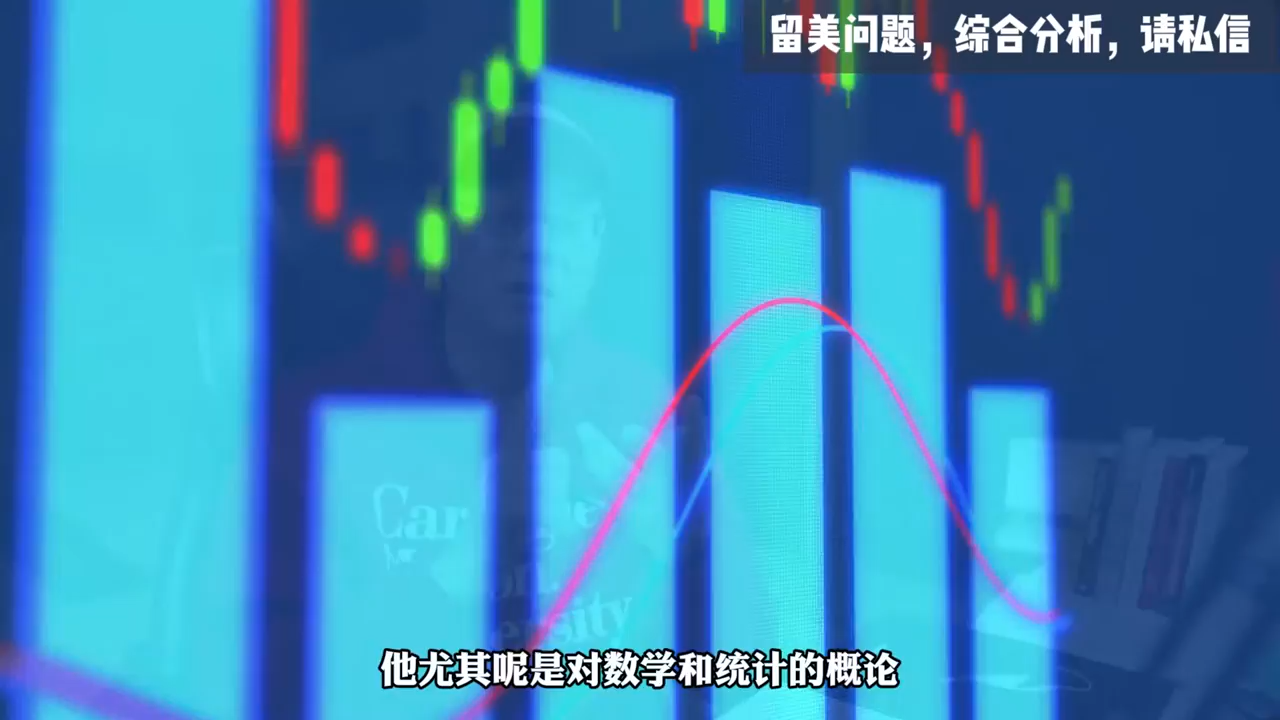 留美问题，综合分析，请私信
Car
他尤其呢是对数学和统计的概论